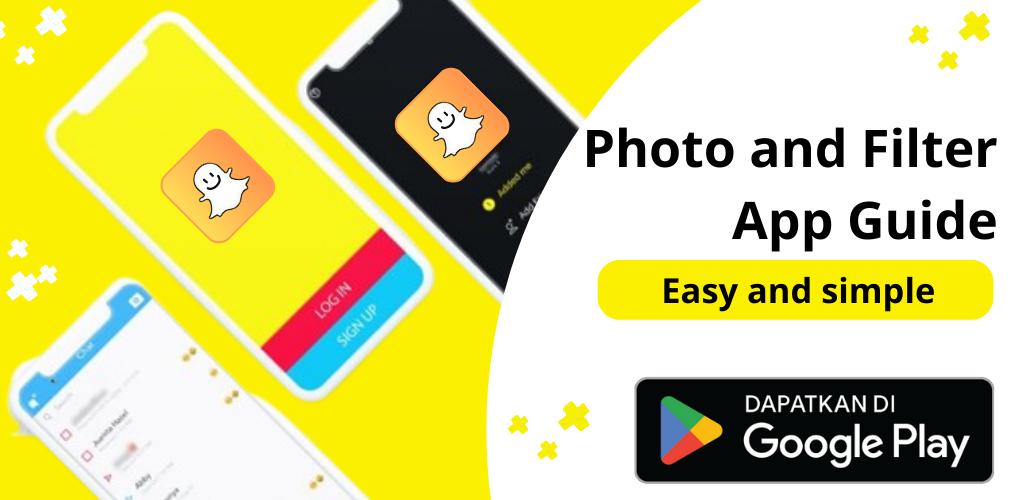 Photo and Filter
App Guide
Easy and simple
DAPATKAN DI
Google Play
Added me
LOG IN
SIGN UP
Chat
Search
Juanita Hazel
Abby